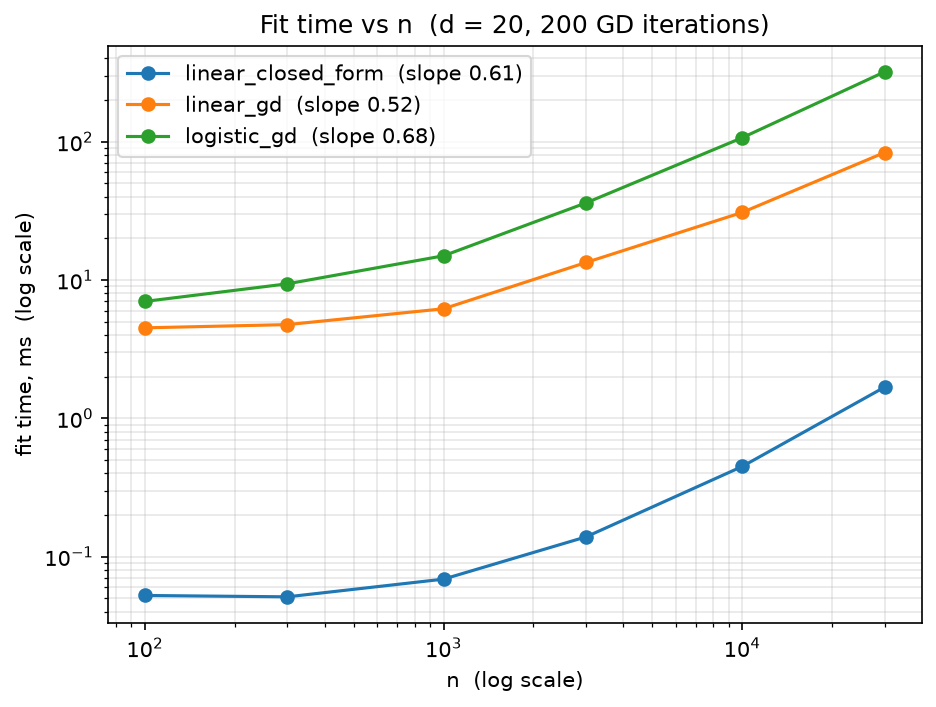 Fit time vs n  (d = 20, 200 GD iterations)
linear_closed_form  (slope 0.61)
linear_gd  (slope 0.52)
logistic_gd  (slope 0.68)
fit time, ms  (log scale)
10²
10¹
10⁰
10⁻¹
10²
10³
10⁴
n  (log scale)